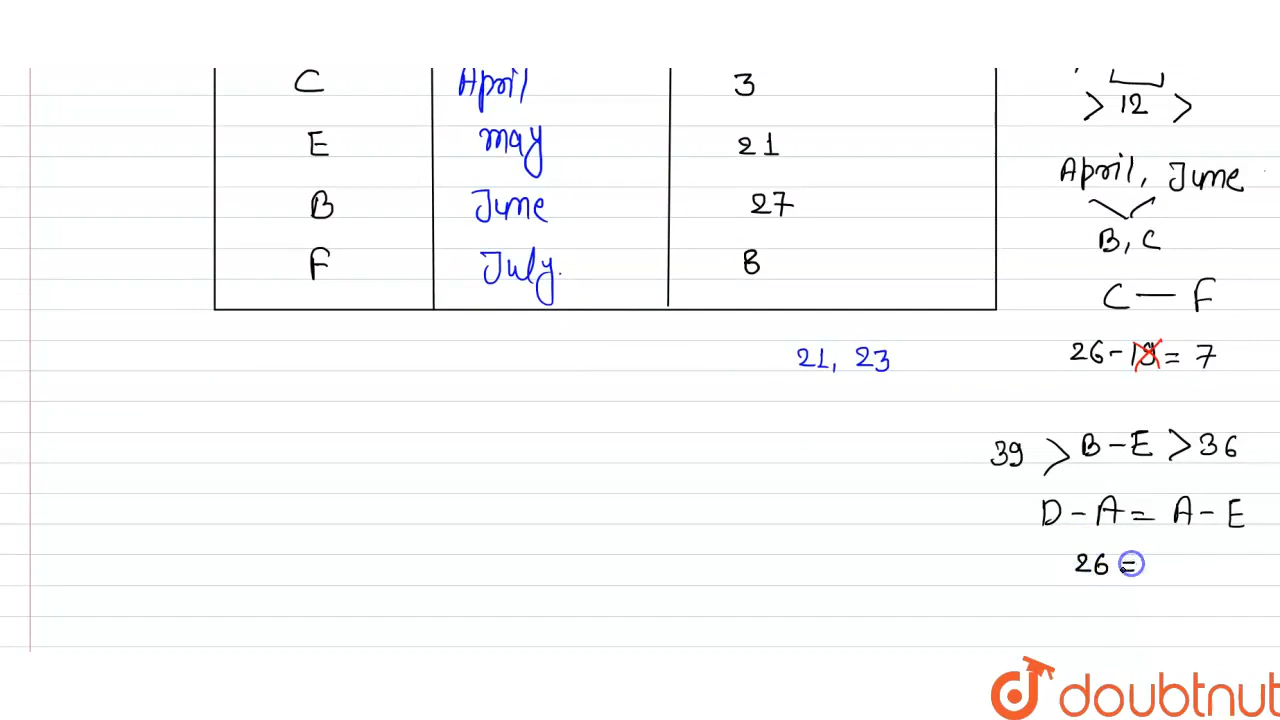 C April 3
E may 21
B June 27
F July. 8
21, 23
> 12 >
April, June
B, C
C — F
26-19 = 7
39 > B-E > 36
D-A = A-E
26 =
doubtnut